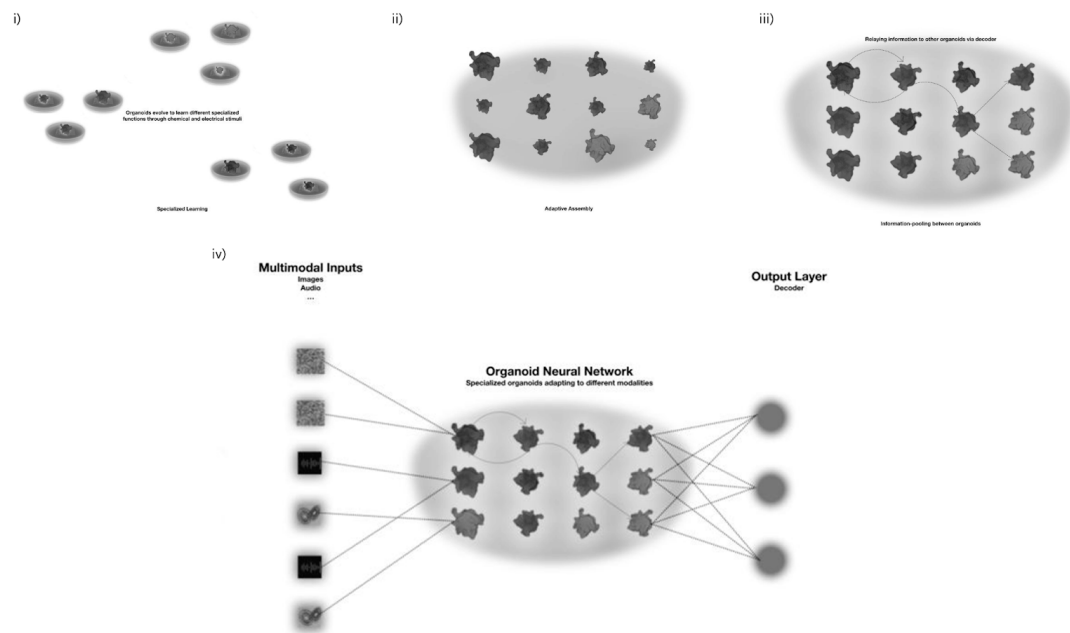 i)
Organoids evolve to learn different specialized
functions through chemical and electrical stimuli
Specialized Learning
ii)
Adaptive Assembly
iii)
Relaying information to other organoids via decoder
Information-pooling between organoids
iv)
Multimodal Inputs
Images
Audio
...
Organoid Neural Network
Specialized organoids adapting to different modalities
Output Layer
Decoder